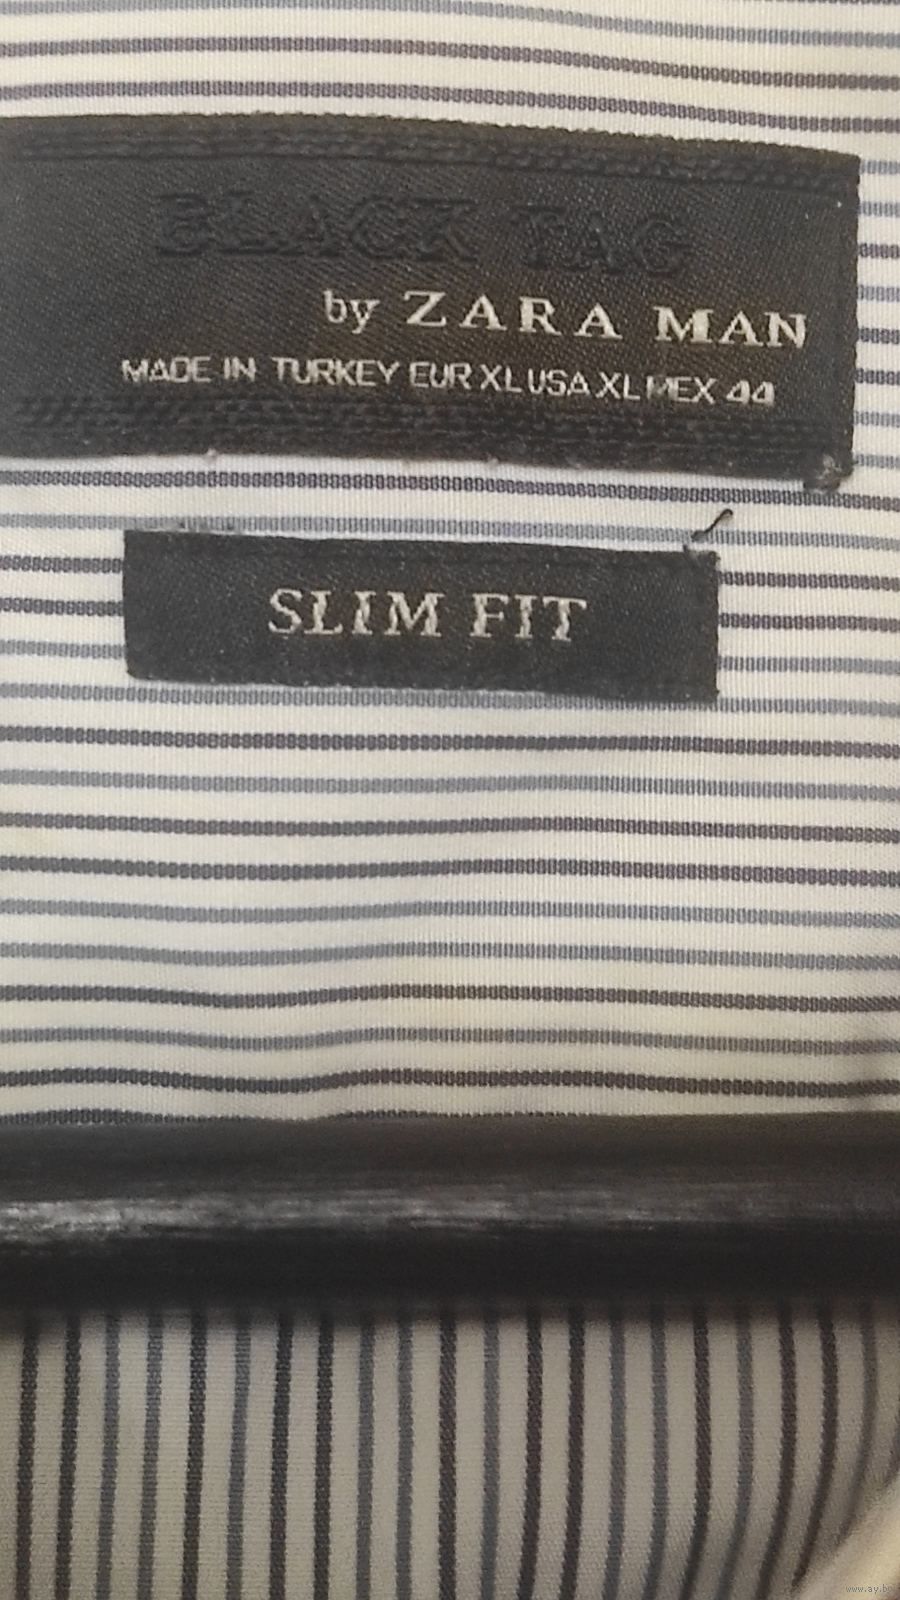 BLACK TAG
by ZARA MAN
MADE IN TURKEY EUR XL USA XL MEX 44
SLIM FIT